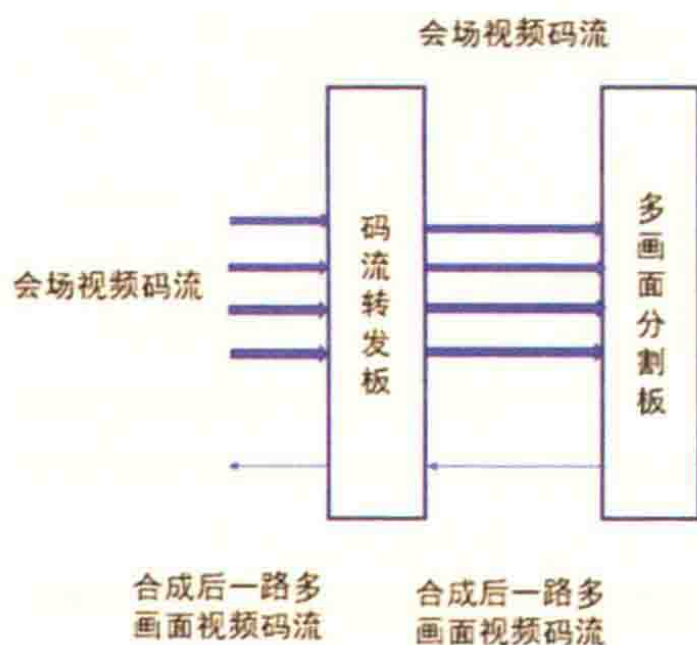 会场视频码流
会场视频码流
码流转发板
多画面分割板
合成后一路多
画面视频码流
合成后一路多
画面视频码流